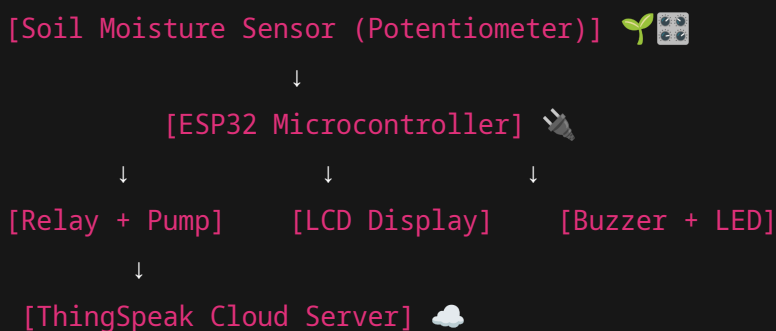 [Soil Moisture Sensor (Potentiometer)] 🌱🎛️
↓
[ESP32 Microcontroller] 🔌
↓ ↓ ↓
[Relay + Pump] [LCD Display] [Buzzer + LED]
↓
[ThingSpeak Cloud Server] ☁️